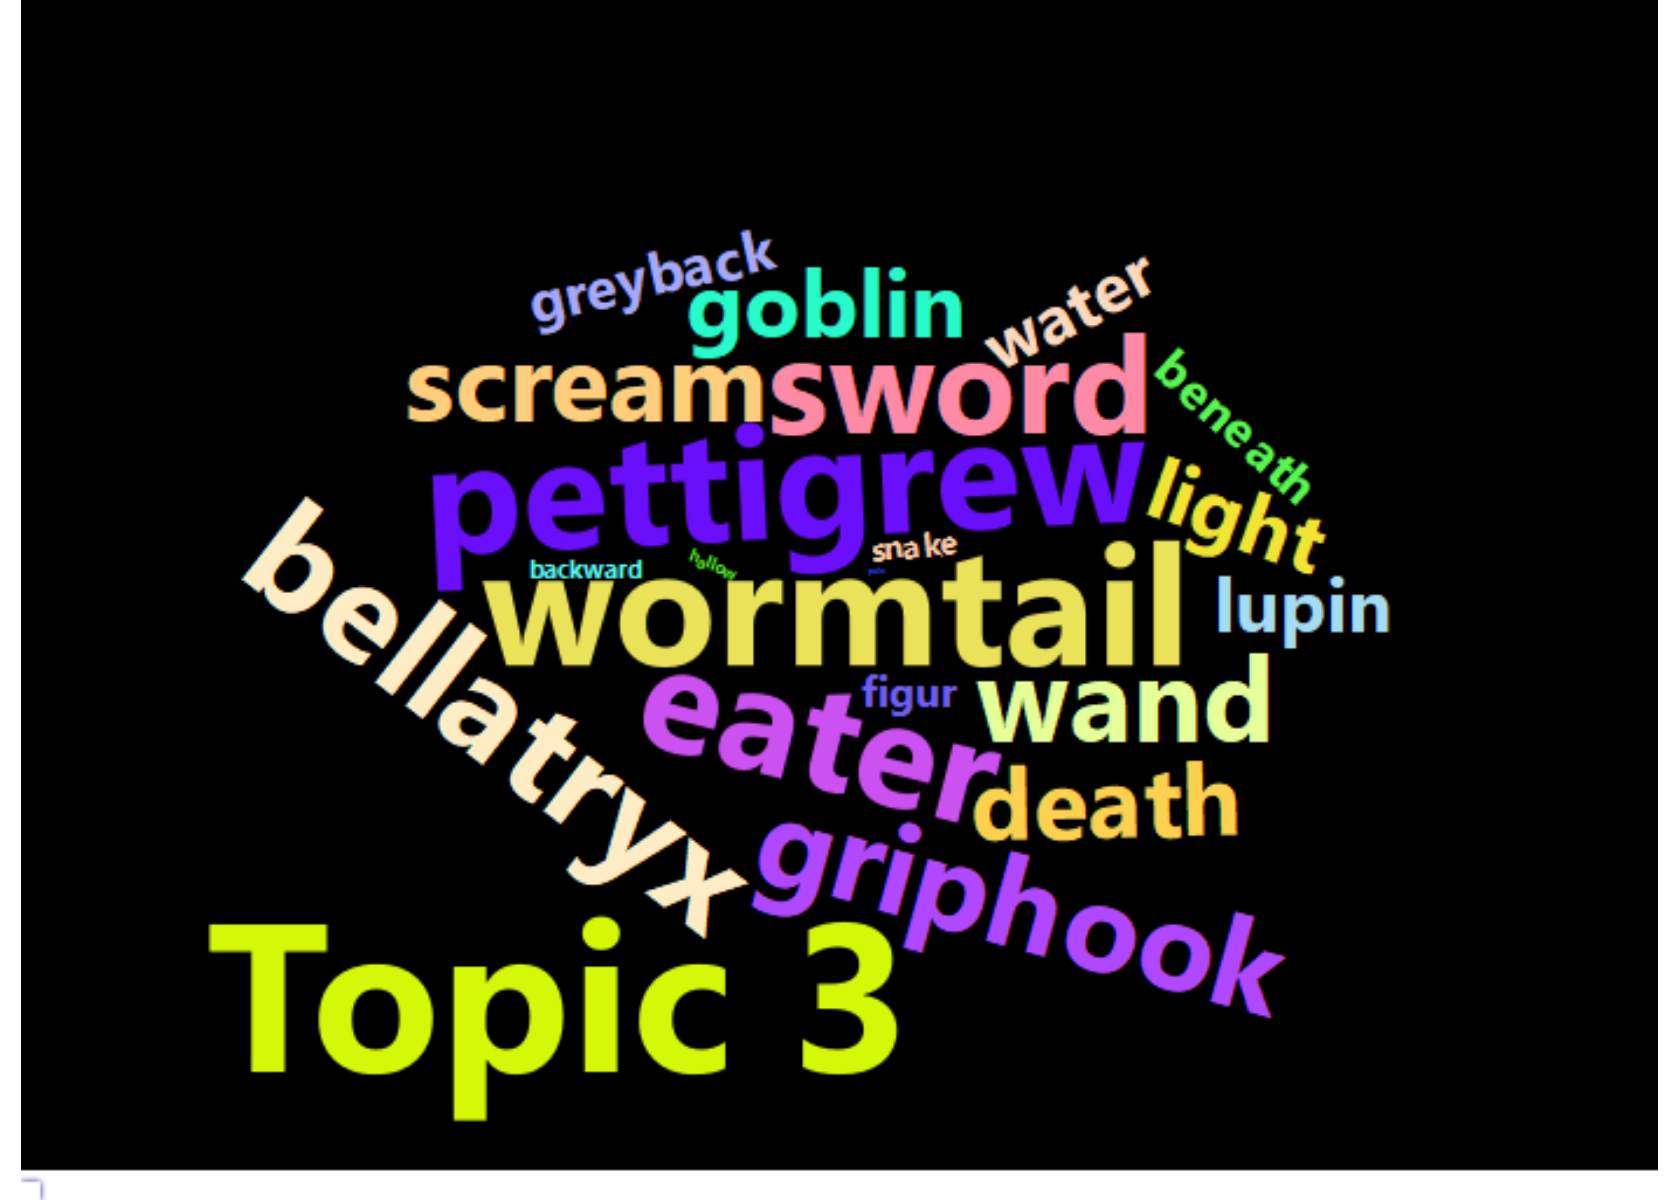 greyback
goblin
water
scream
sword
beneath
pettigrew
light
bellatryx
backward
hollow
snake
wormtail
lupin
eater
figur
wand
death
griphook
Topic 3